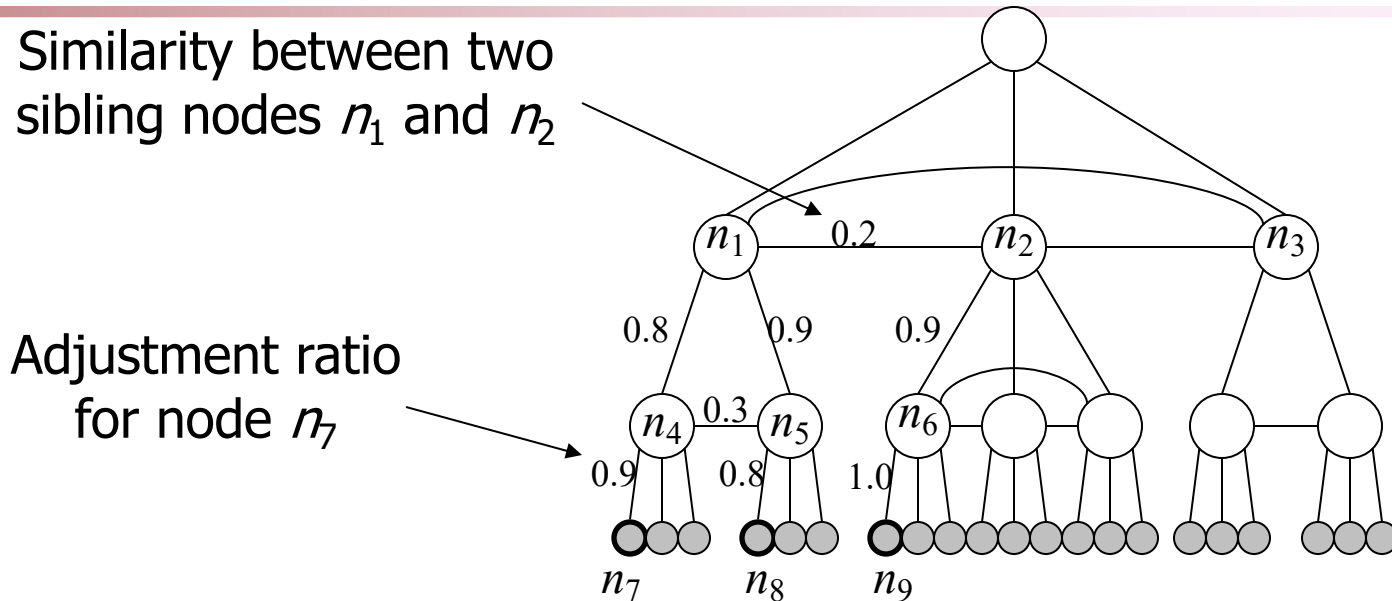 Similarity between two
sibling nodes n1 and n2
n1
0.2
n2
n3
0.8
0.9
0.9
Adjustment ratio
for node n7
n4
0.3
n5
n6
0.9
0.8
1.0
n7
n8
n9